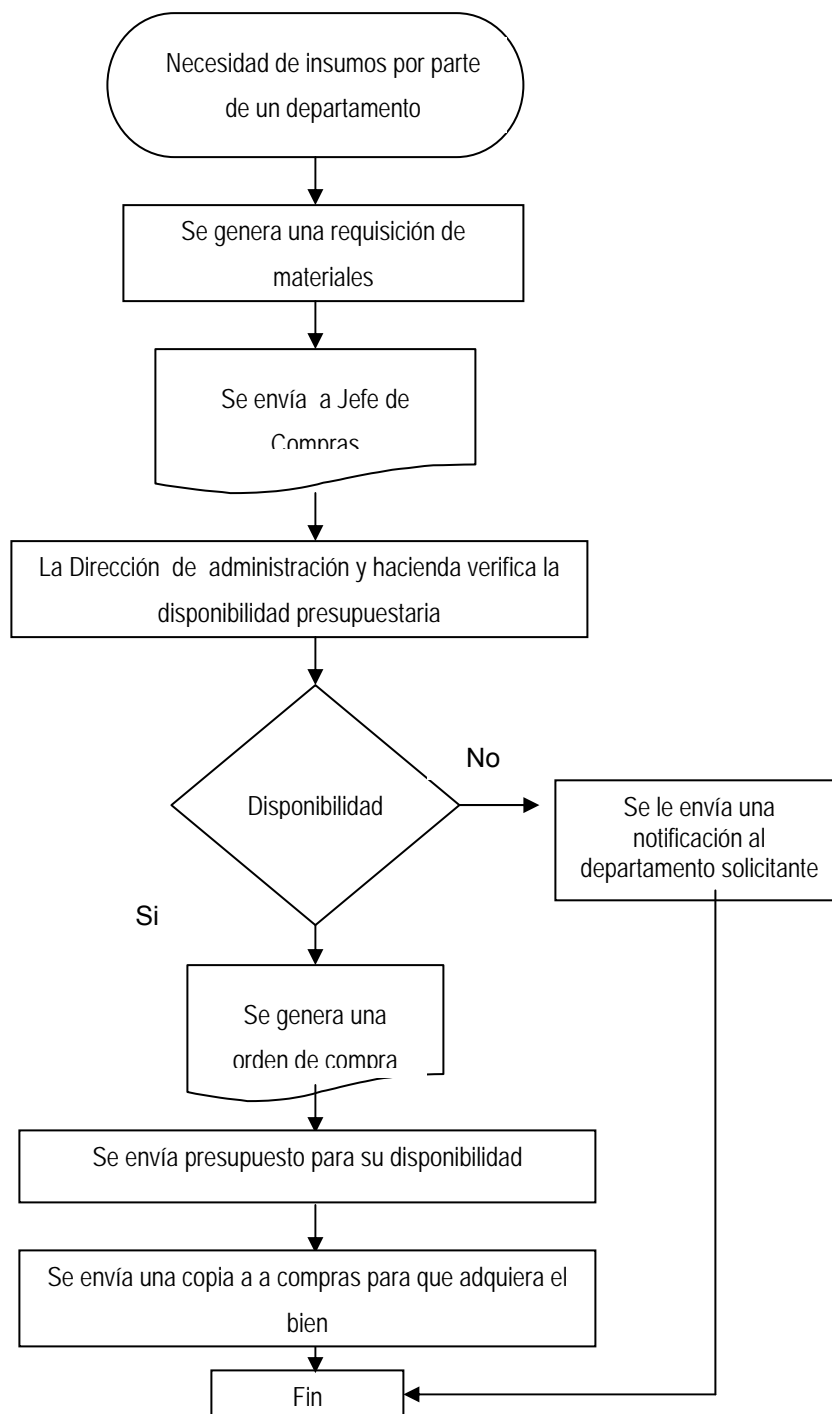 Necesidad de insumos por parte
de un departamento
Se genera una requisición de
materiales
Se envía a Jefe de
Compras
La Dirección de administración y hacienda verifica la
disponibilidad presupuestaria
Disponibilidad
No
Se le envía una
notificación al
departamento solicitante
Si
Se genera una
orden de compra
Se envía presupuesto para su disponibilidad
Se envía una copia a a compras para que adquiera el
bien
Fin